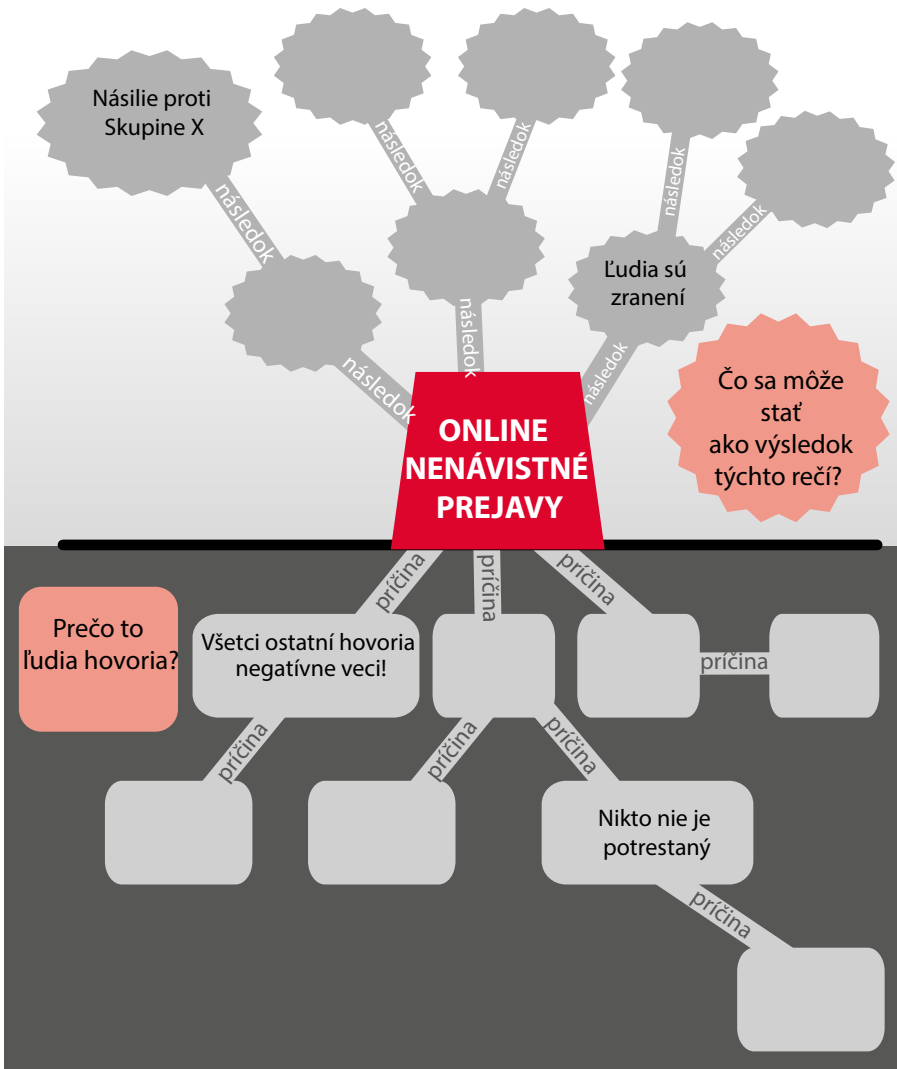 Násilie proti
Skupine X
následok
následok
následok
následok
následok
Ľudia sú
zranení
následok
následok
následok
Čo sa môže
stať
ako výsledok
týchto rečí?
ONLINE
NENÁVISTNÉ
PREJAVY
príčina
príčina
príčina
Prečo to
ľudia hovoria?
Všetci ostatní hovoria
negatívne veci!
príčina
príčina
príčina
príčina
Nikto nie je
potrestaný
príčina